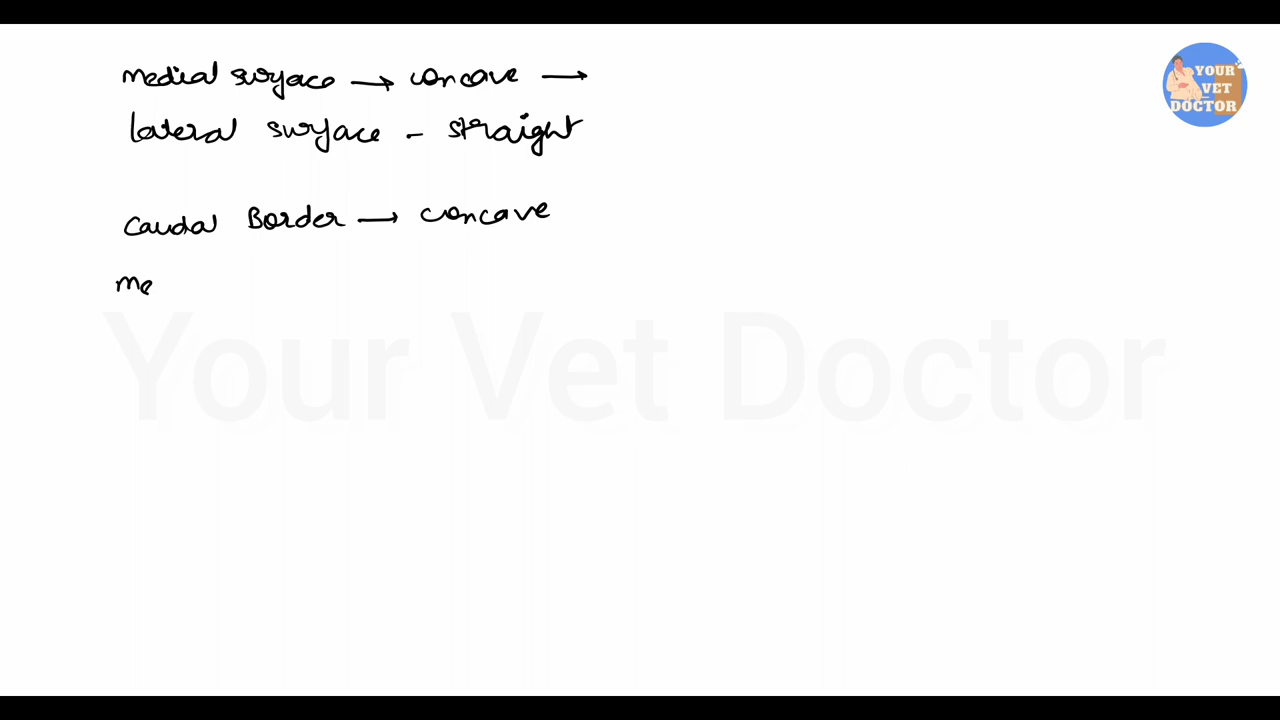 medial surface → concave →
lateral surface - straight
caudal Border → concave
me
Your Vet Doctor
YOUR
VET
DOCTOR